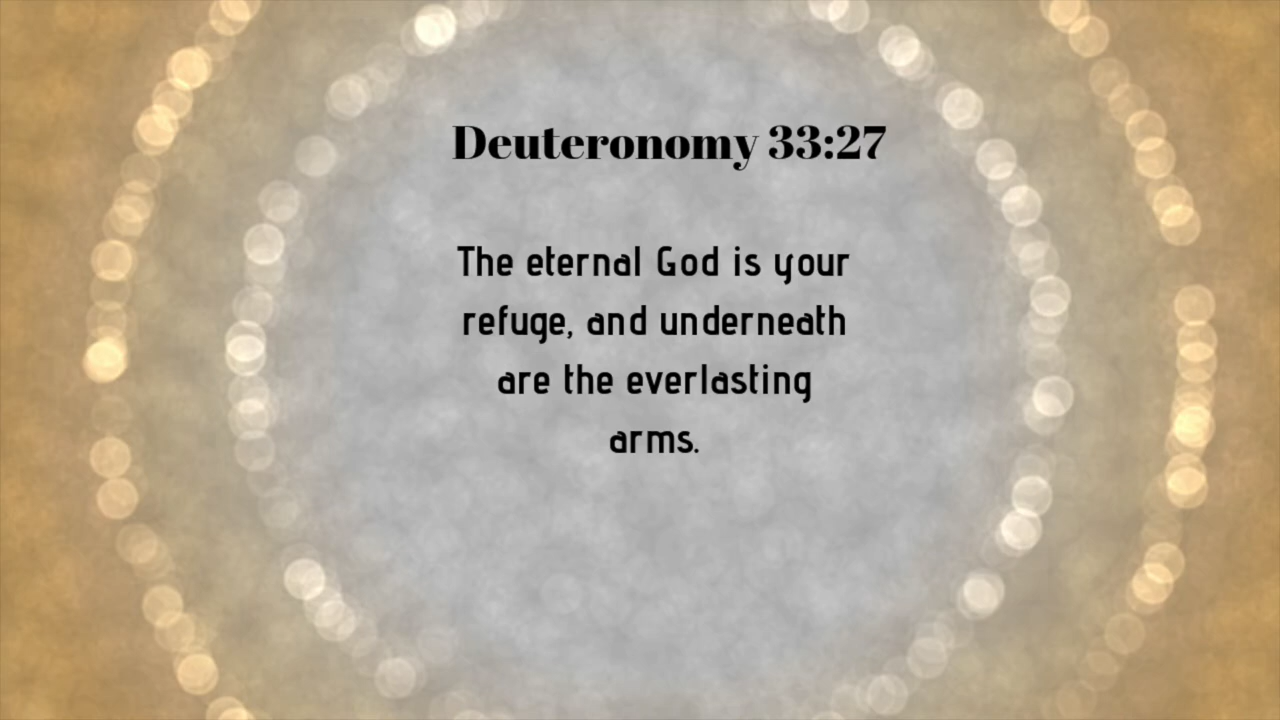 Deuteronomy 33:27
The eternal God is your
refuge, and underneath
are the everlasting
arms.